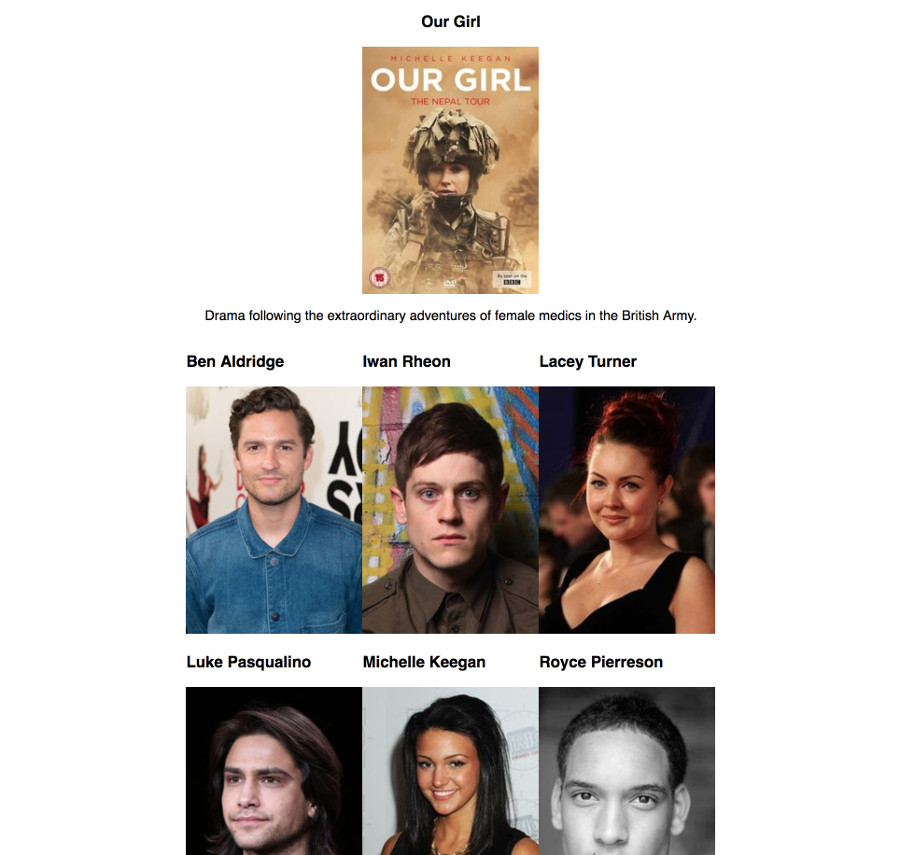 Our Girl
MICHELLE KEEGAN
OUR GIRL
THE NEPAL TOUR
15
As seen on the
BBC
Drama following the extraordinary adventures of female medics in the British Army.
Ben Aldridge
Iwan Rheon
Lacey Turner
Luke Pasqualino
Michelle Keegan
Royce Pierreson